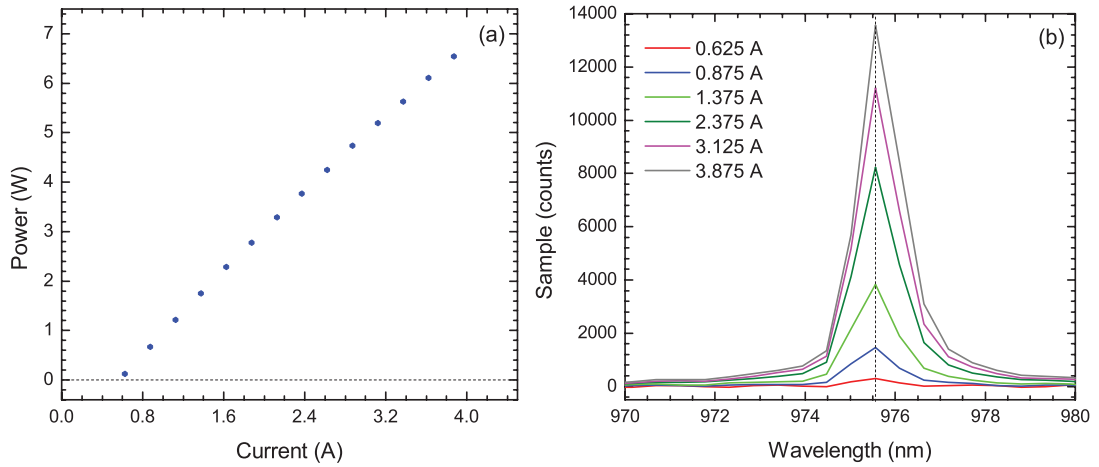 (a)
7
6
5
4
3
2
1
0
Power (W)
0.0 0.8 1.6 2.4 3.2 4.0
Current (A)
(b)
14000
12000
10000
8000
6000
4000
2000
0
Sample (counts)
0.625 A
0.875 A
1.375 A
2.375 A
3.125 A
3.875 A
970 972 974 976 978 980
Wavelength (nm)